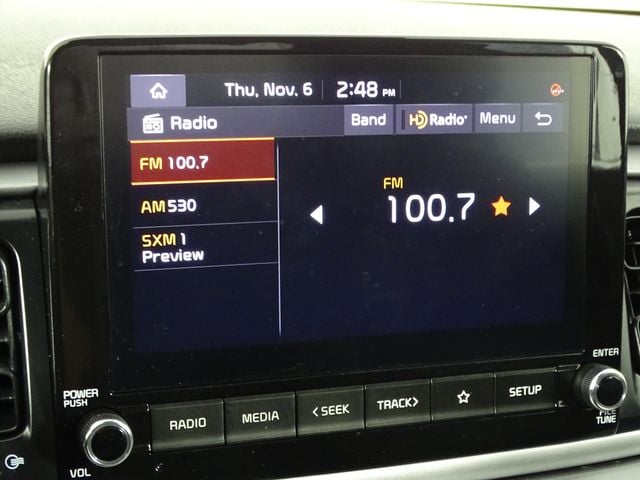 Thu, Nov. 6 2:48 PM
Radio Band HD Radio Menu
FM 100.7
AM 530
SXM 1
Preview
FM
100.7
POWER
PUSH
VOL
RADIO MEDIA <SEEK TRACK> SETUP
ENTER
FILE
TUNE